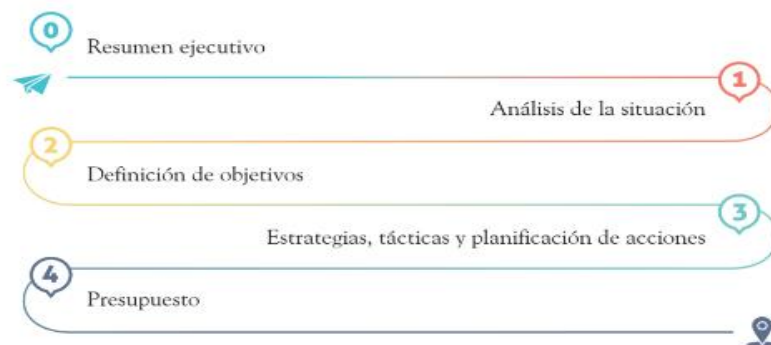 0
Resumen ejecutivo
1
Análisis de la situación
2
Definición de objetivos
3
Estrategias, tácticas y planificación de acciones
4
Presupuesto